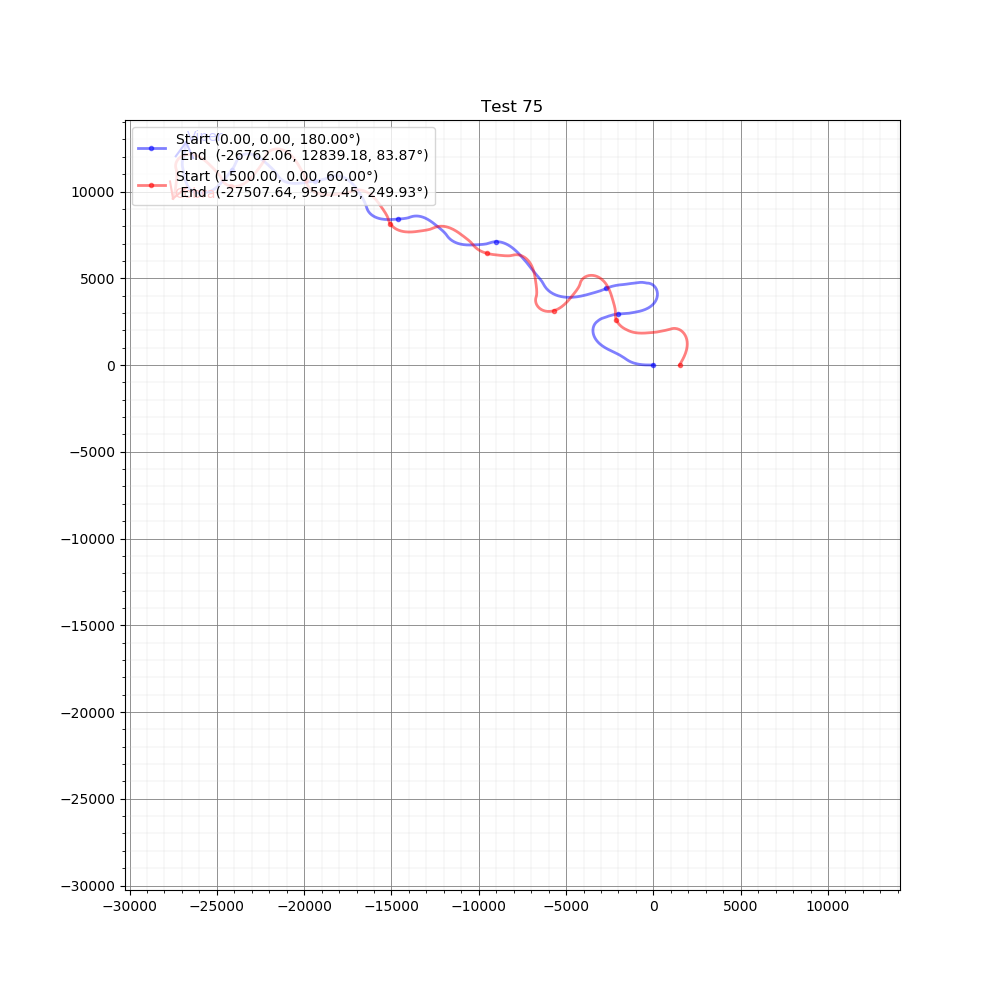 Test 75
Start (0.00, 0.00, 180.00°)
End (-26762.06, 12839.18, 83.87°)
Start (1500.00, 0.00, 60.00°)
End (-27507.64, 9597.45, 249.93°)
10000
5000
0
−5000
−10000
−15000
−20000
−25000
−30000
−30000 −25000 −20000 −15000 −10000 −5000 0 5000 10000